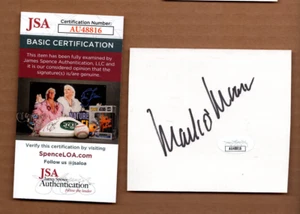 JSA
Certification Number
AU48816
BASIC CERTIFICATION
This item has been fully examined by
James Spence Authentication, LLC and
it is our considered opinion that the
signature(s) is/are genuine.
Verify this certification by visiting
SpenceLOA.com
JSA
Authentication